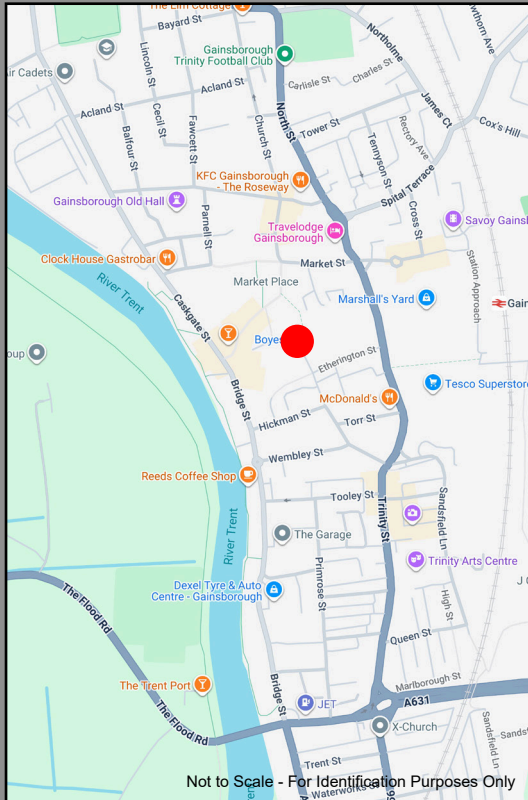 The Elm Cottage
Bayard St
Northolme
Gainsborough
Trinity Football Club
Lincoln St
Air Cadets
Carlisle St
Charles St
Acland St
Acland St
Cecil St
Fawcett St
Balfour St
Church St
North St
Tower St
James Ct
Cox's Hill
Rectory Ave
Tennyson St
KFC Gainsborough
- The Roseway
Spital Terrace
Gainsborough Old Hall
Parnell St
Cross St
Travelodge
Gainsborough
Savoy
Clock House Gastrobar
Market St
Station Approach
River Trent
Market Place
Marshall's Yard
Caskgate St
Etherington St
Bridge St
McDonald's
Tesco Superstore
Hickman St
Torr St
Wembley St
Reeds Coffee Shop
Tooley St
Trinity St
Sandsfield Ln
River Trent
The Garage
Trinity Arts Centre
Primrose St
Dexel Tyre & Auto
Centre - Gainsborough
High St
The Flood Rd
Queen St
Marlborough St
The Trent Port
Bridge St
JET
A631
The Flood Rd
X-Church
Sandsfield Ln
Trent St
Waterworks St
Not to Scale - For Identification Purposes Only